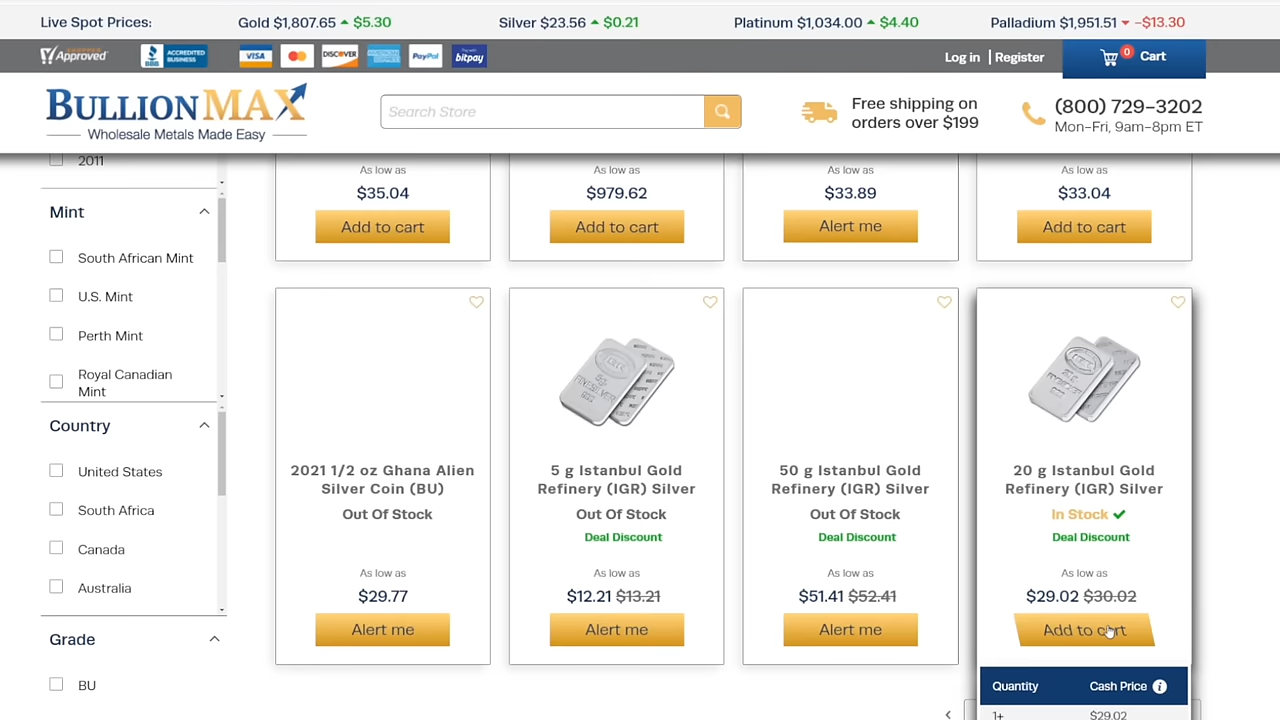 Live Spot Prices: Gold $1,807.65 $5.30 Silver $23.56 $0.21 Platinum $1,034.00 $4.40 Palladium $1,951.51 -$13.30
Approved BBB ACCREDITED BUSINESS VISA DISCOVER PayPal bitpay Log in | Register 0 Cart
BULLIONMAX
Wholesale Metals Made Easy
Search Store
Free shipping on
orders over $199
(800) 729-3202
Mon-Fri, 9am-8pm ET
2011
Mint
South African Mint
U.S. Mint
Perth Mint
Royal Canadian
Mint
Country
United States
South Africa
Canada
Australia
Grade
BU
As low as
$35.04
Add to cart
As low as
$979.62
Add to cart
As low as
$33.89
Alert me
As low as
$33.04
Add to cart
2021 1/2 oz Ghana Alien
Silver Coin (BU)
Out Of Stock
As low as
$29.77
Alert me
5 g Istanbul Gold
Refinery (IGR) Silver
Out Of Stock
Deal Discount
As low as
$12.21 $13.21
Alert me
50 g Istanbul Gold
Refinery (IGR) Silver
Out Of Stock
Deal Discount
As low as
$51.41 $52.41
Alert me
20 g Istanbul Gold
Refinery (IGR) Silver
In Stock
Deal Discount
As low as
$29.02 $30.02
Add to cart
Quantity Cash Price
1+ $29.02